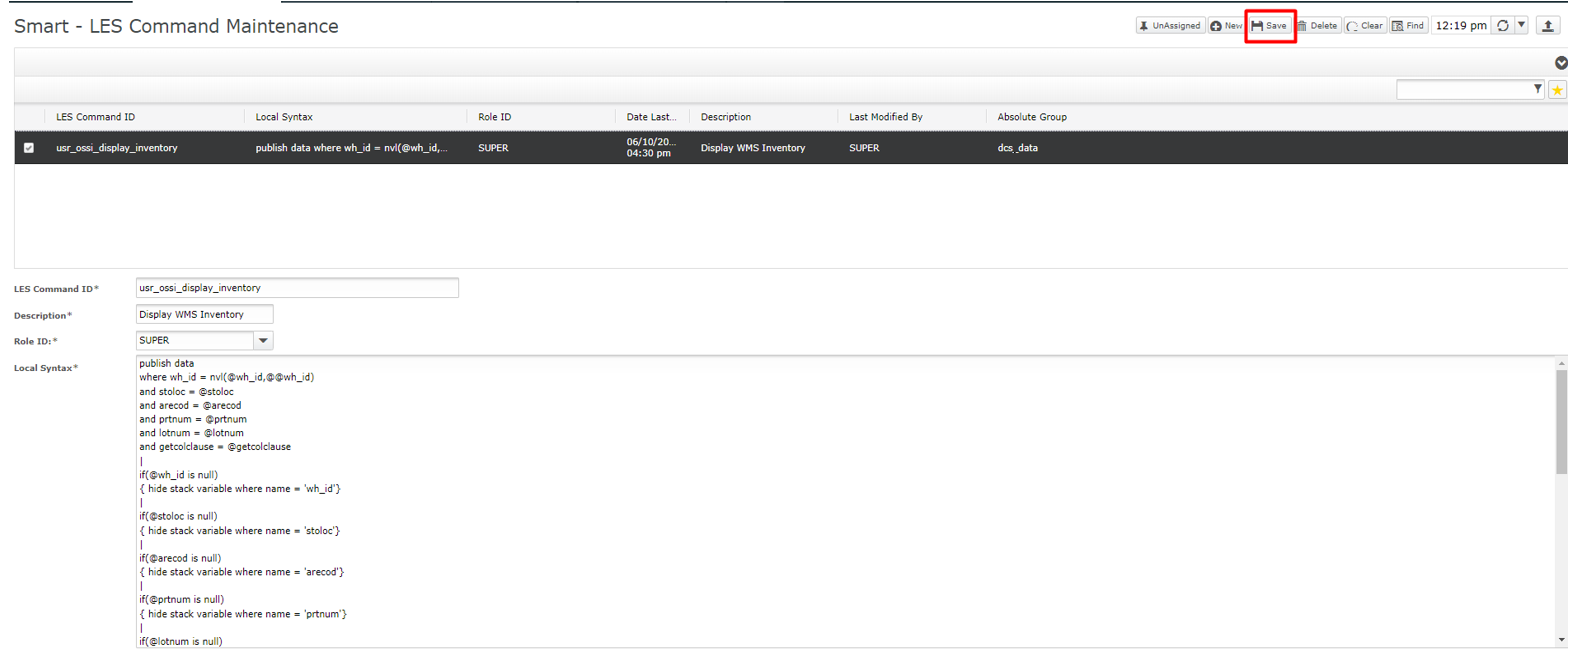 Smart - LES Command Maintenance
UnAssigned New Save Delete Clear Find 12:19 pm
LES Command ID Local Syntax Role ID Date Last... Description Last Modified By Absolute Group
usr_ossi_display_inventory publish data where wh_id = nvl(@wh_id,... SUPER 06/10/20... Display WMS Inventory SUPER dcs_data
04:30 pm
LES Command ID* usr_ossi_display_inventory
Description* Display WMS Inventory
Role ID:* SUPER
Local Syntax* publish data
where wh_id = nvl(@wh_id,@@wh_id)
and stoloc = @stoloc
and arecod = @arecod
and prtnum = @prtnum
and lotnum = @lotnum
and getcolclause = @getcolclause
|
if(@wh_id is null)
{ hide stack variable where name = 'wh_id'}
|
if(@stoloc is null)
{ hide stack variable where name = 'stoloc'}
|
if(@arecod is null)
{ hide stack variable where name = 'arecod'}
|
if(@prtnum is null)
{ hide stack variable where name = 'prtnum'}
|
if(@lotnum is null)